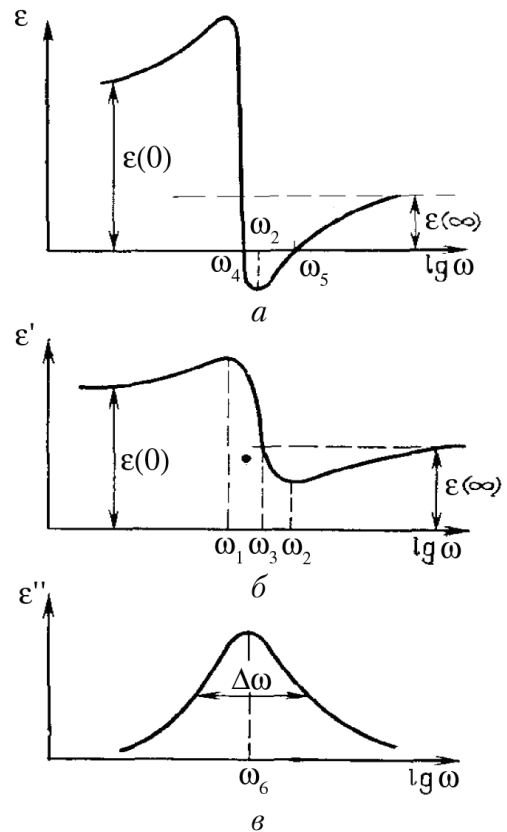 ε
ε(0)
ω₂
ε(∞)
ω₄
ω₅
lg ω
а
ε'
ε(0)
ε(∞)
ω₁
ω₃
ω₂
lg ω
б
ε''
Δω
lg ω
ω₆
в